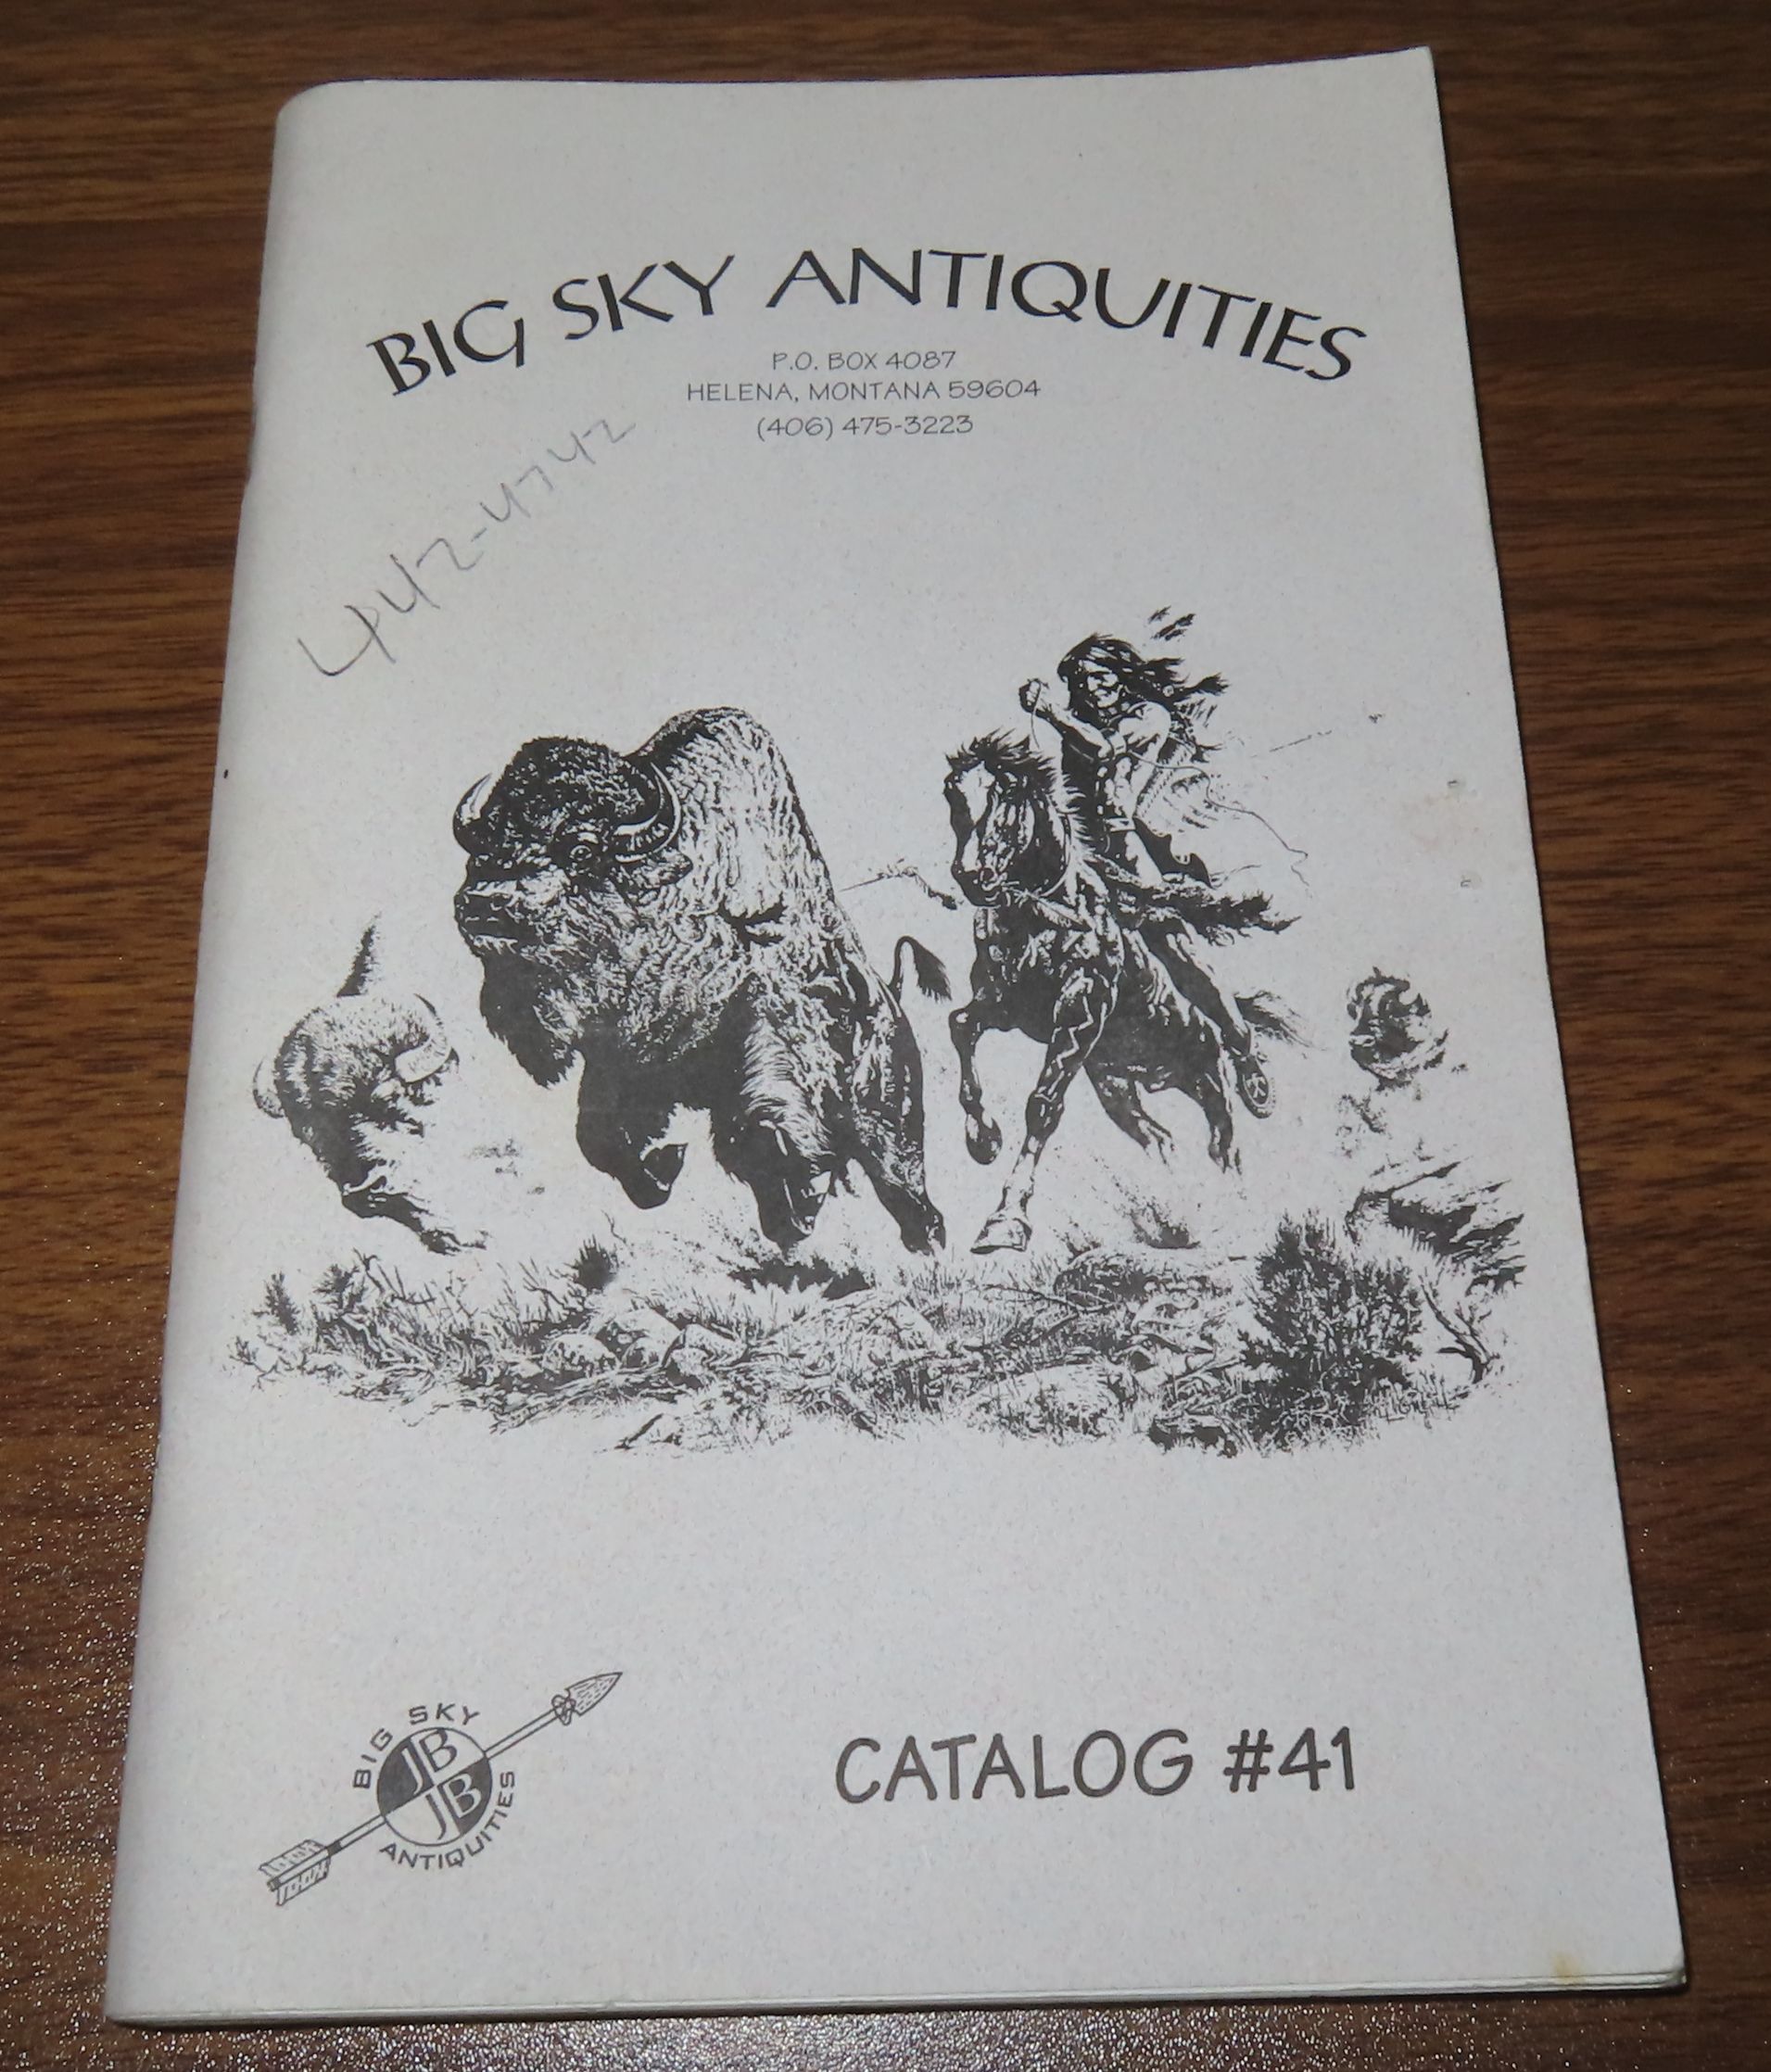 BIG SKY ANTIQUITIES
P.O. BOX 4087
HELENA, MONTANA 59604
(406) 475-3223
442-4742
BIG SKY
JB
JB
ANTIQUITIES
CATALOG #41